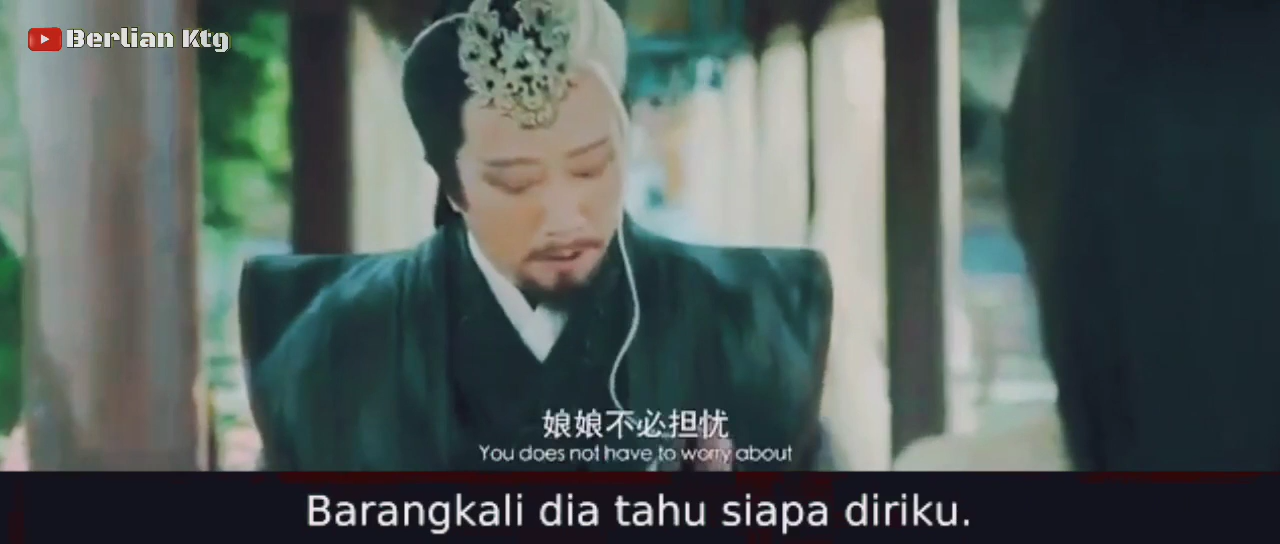 Berlian Ktg
娘娘不必担忧
You does not have to worry about
Barangkali dia tahu siapa diriku.